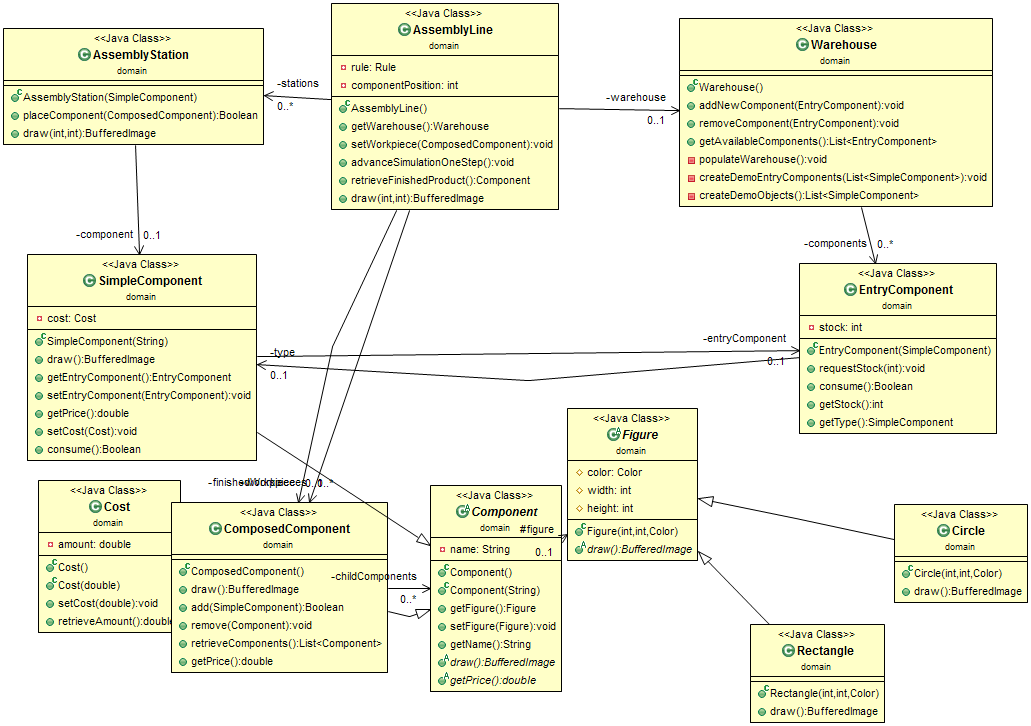 <<Java Class>>
AssemblyStation
domain
AssemblyStation(SimpleComponent)
placeComponent(ComposedComponent):Boolean
draw(int,int):BufferedImage
-stations
0..*
<<Java Class>>
AssemblyLine
domain
rule: Rule
componentPosition: int
AssemblyLine()
getWarehouse():Warehouse
setWorkpiece(ComposedComponent):void
advanceSimulationOneStep():void
retrieveFinishedProduct():Component
draw(int,int):BufferedImage
-warehouse
0..1
<<Java Class>>
Warehouse
domain
Warehouse()
addNewComponent(EntryComponent):void
removeComponent(EntryComponent):void
getAvailableComponents():List<EntryComponent>
populateWarehouse():void
createDemoEntryComponents(List<SimpleComponent>):void
createDemoObjects():List<SimpleComponent>
-component
0..1
-components
0..*
<<Java Class>>
SimpleComponent
domain
cost: Cost
SimpleComponent(String)
draw():BufferedImage
getEntryComponent():EntryComponent
setEntryComponent(EntryComponent):void
getPrice():double
setCost(Cost):void
consume():Boolean
-type
0..1
-entryComponent
0..1
<<Java Class>>
EntryComponent
domain
stock: int
EntryComponent(SimpleComponent)
requestStock(int):void
consume():Boolean
getStock():int
getType():SimpleComponent
<<Java Class>>
Cost
domain
amount: double
Cost()
Cost(double)
setCost(double):void
retrieveAmount():double
0..*
<<Java Class>>
ComposedComponent
domain
ComposedComponent()
draw():BufferedImage
add(SimpleComponent):Boolean
remove(Component):void
retrieveComponents():List<Component>
getPrice():double
-childComponents
0..*
<<Java Class>>
Component
domain
name: String
Component()
Component(String)
getFigure():Figure
setFigure(Figure):void
getName():String
draw():BufferedImage
getPrice():double
#figure
0..1
<<Java Class>>
Figure
domain
color: Color
width: int
height: int
Figure(int,int,Color)
draw():BufferedImage
<<Java Class>>
Circle
domain
Circle(int,int,Color)
draw():BufferedImage
<<Java Class>>
Rectangle
domain
Rectangle(int,int,Color)
draw():BufferedImage